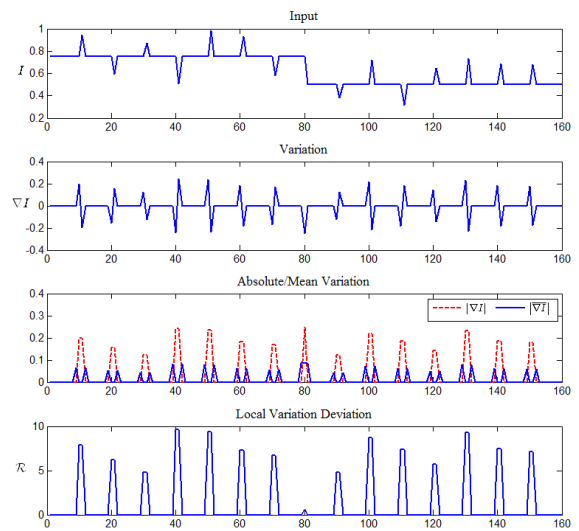 Input
1
0.8
0.6
0.4
0.2
I
0 20 40 60 80 100 120 140 160
Variation
0.4
0.2
0
-0.2
-0.4
∇I
0 20 40 60 80 100 120 140 160
Absolute/Mean Variation
0.4
0.3
0.2
0.1
0
|∇I| |∇̅I̅|
0 20 40 60 80 100 120 140 160
Local Variation Deviation
10
5
0
ℛ
0 20 40 60 80 100 120 140 160